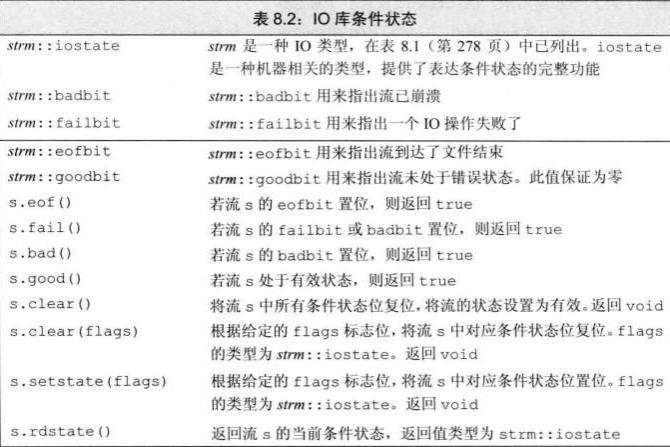 表 8.2：IO 库条件状态
strm::iostate strm 是一种 IO 类型，在表 8.1（第 278 页）中已列出。iostate
是一种机器相关的类型，提供了表达条件状态的完整功能
strm::badbit strm::badbit 用来指出流已崩溃
strm::failbit strm::failbit 用来指出一个 IO 操作失败了
strm::eofbit strm::eofbit 用来指出流到达了文件结束
strm::goodbit strm::goodbit 用来指出流未处于错误状态。此值保证为零
s.eof() 若流 s 的 eofbit 置位，则返回 true
s.fail() 若流 s 的 failbit 或 badbit 置位，则返回 true
s.bad() 若流 s 的 badbit 置位，则返回 true
s.good() 若流 s 处于有效状态，则返回 true
s.clear() 将流 s 中所有条件状态位复位，将流的状态设置为有效。返回 void
s.clear(flags) 根据给定的 flags 标志位，将流 s 中对应条件状态位复位。flags
的类型为 strm::iostate。返回 void
s.setstate(flags) 根据给定的 flags 标志位，将流 s 中对应条件状态位置位。flags
的类型为 strm::iostate。返回 void
s.rdstate() 返回流 s 的当前条件状态，返回值类型为 strm::iostate